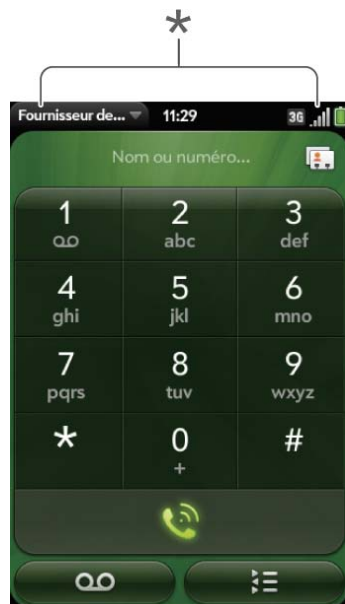 *
Fournisseur de... 11:29 3G
Nom ou numéro...
1 2 3
abc def
4 5 6
ghi jkl mno
7 8 9
pqrs tuv wxyz
* 0 #
+